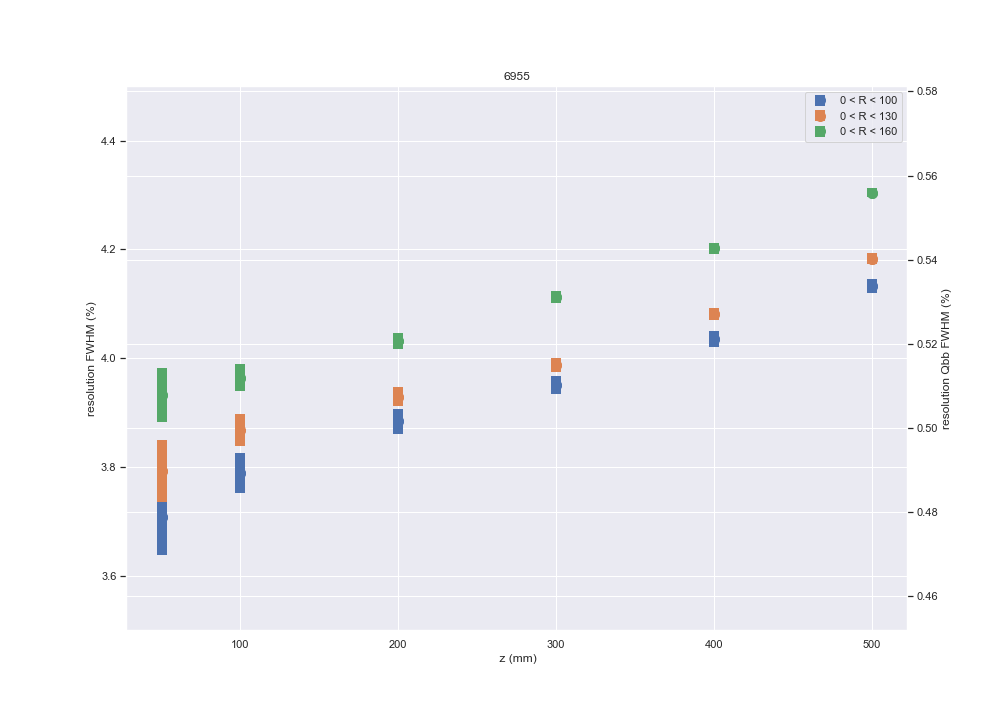 6955
0 < R < 100
0 < R < 130
0 < R < 160
4.4
4.2
4.0
3.8
3.6
resolution FWHM (%)
0.58
0.56
0.54
0.52
0.50
0.48
0.46
resolution Qbb FWHM (%)
100 200 300 400 500
z (mm)